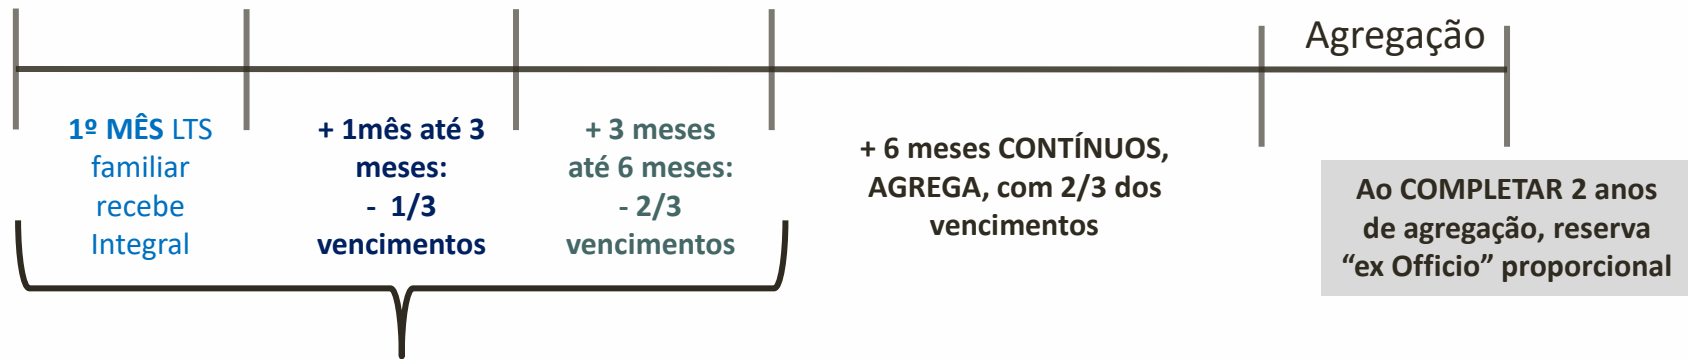 Agregação
1º MÊS LTS
familiar
recebe
Integral
+ 1mês até 3
meses:
- 1/3
vencimentos
+ 3 meses
até 6 meses:
- 2/3
vencimentos
+ 6 meses CONTÍNUOS,
AGREGA, com 2/3 dos
vencimentos
Ao COMPLETAR 2 anos
de agregação, reserva
“ex Officio” proporcional